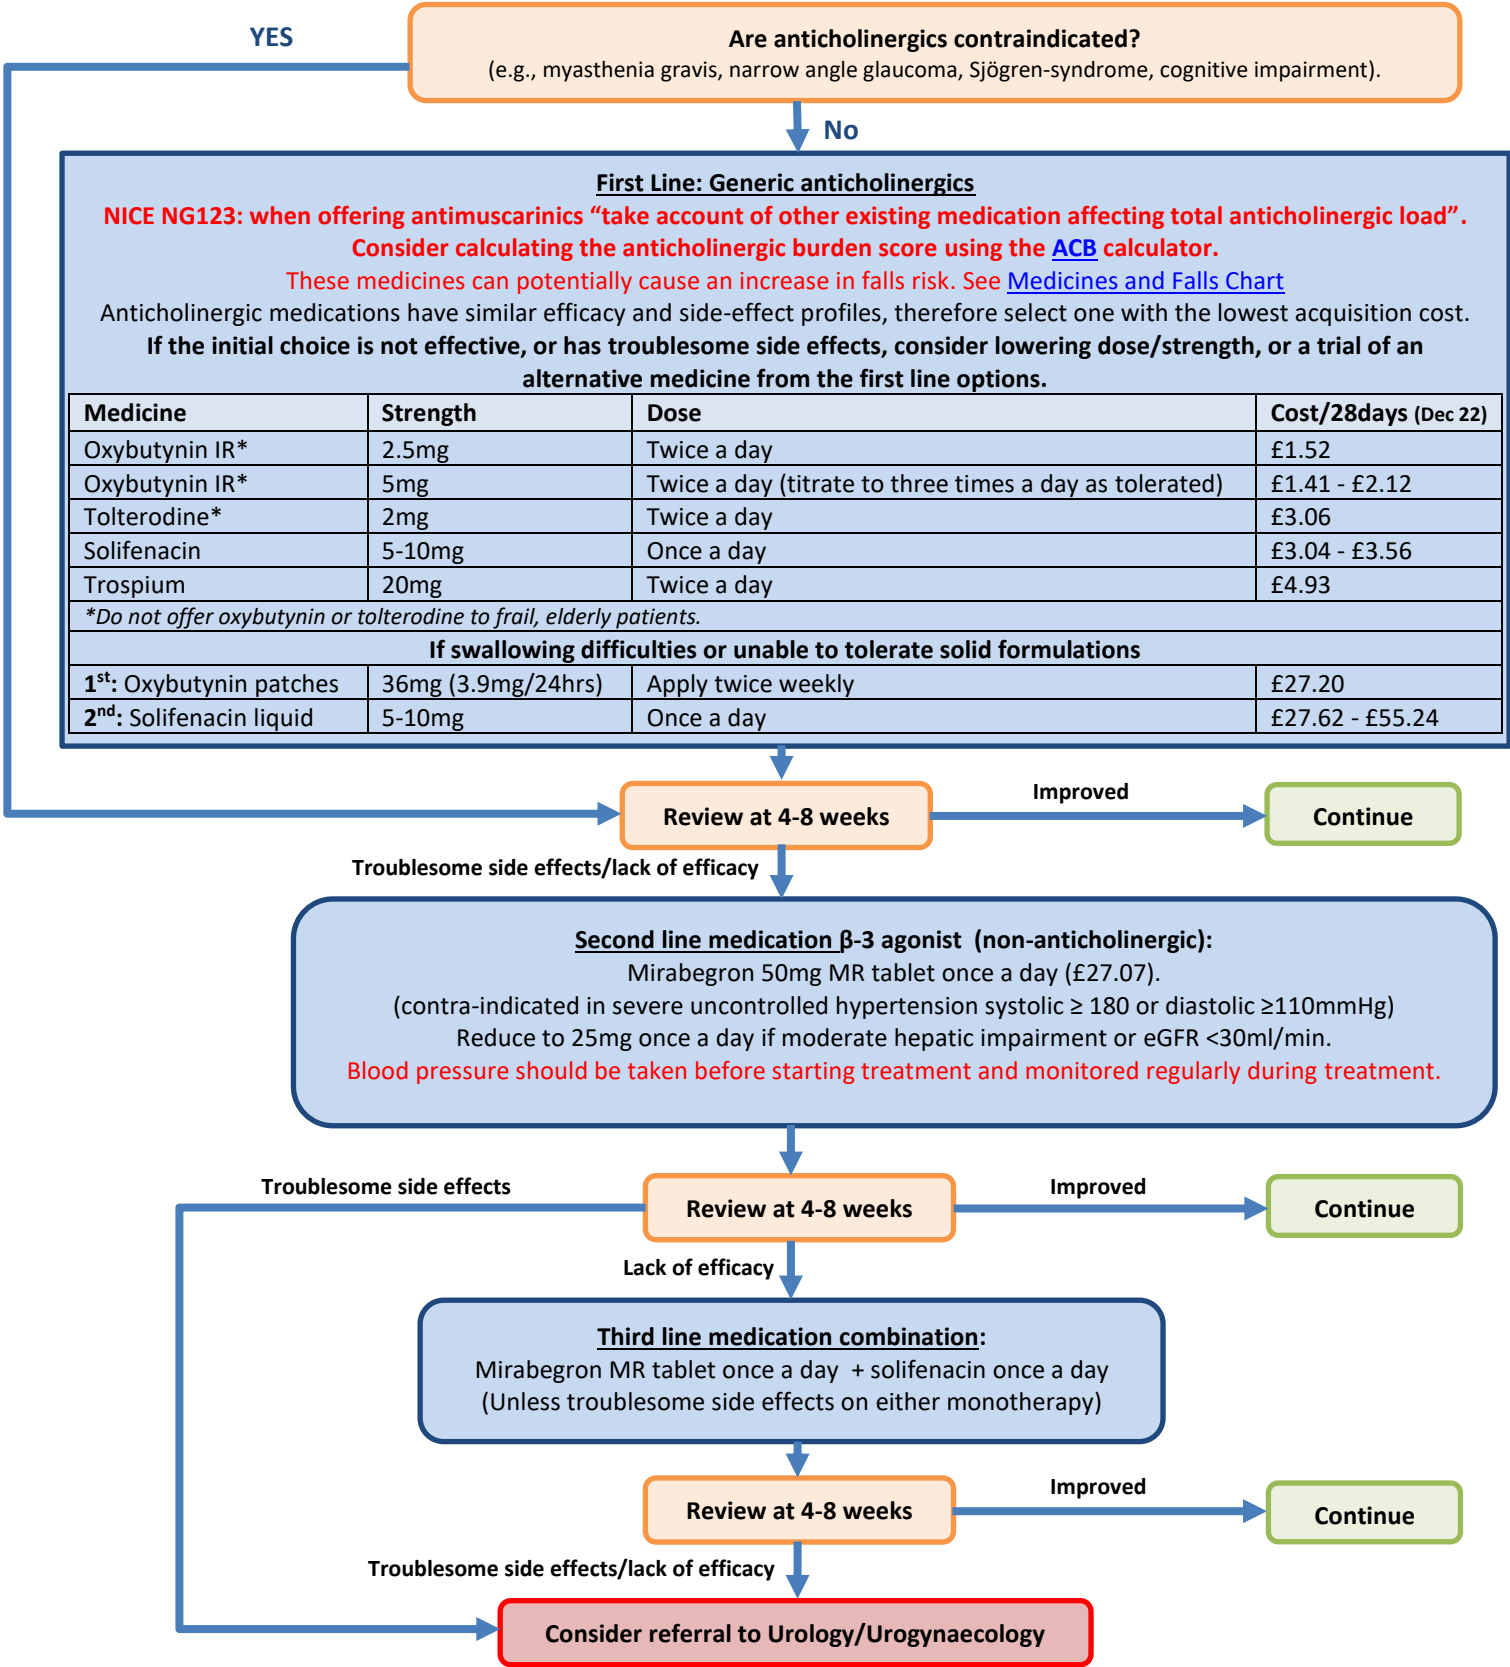 YES
Are anticholinergics contraindicated?
(e.g., myasthenia gravis, narrow angle glaucoma, Sjögren-syndrome, cognitive impairment).
No
First Line: Generic anticholinergics
NICE NG123: when offering antimuscarinics “take account of other existing medication affecting total anticholinergic load”.
Consider calculating the anticholinergic burden score using the ACB calculator.
These medicines can potentially cause an increase in falls risk. See Medicines and Falls Chart
Anticholinergic medications have similar efficacy and side-effect profiles, therefore select one with the lowest acquisition cost.
If the initial choice is not effective, or has troublesome side effects, consider lowering dose/strength, or a trial of an
alternative medicine from the first line options.
Medicine Strength Dose Cost/28days (Dec 22)
Oxybutynin IR* 2.5mg Twice a day £1.52
Oxybutynin IR* 5mg Twice a day (titrate to three times a day as tolerated) £1.41 - £2.12
Tolterodine* 2mg Twice a day £3.06
Solifenacin 5-10mg Once a day £3.04 - £3.56
Trospium 20mg Twice a day £4.93
*Do not offer oxybutynin or tolterodine to frail, elderly patients.
If swallowing difficulties or unable to tolerate solid formulations
1st: Oxybutynin patches 36mg (3.9mg/24hrs) Apply twice weekly £27.20
2nd: Solifenacin liquid 5-10mg Once a day £27.62 - £55.24
Review at 4-8 weeks
Improved
Continue
Troublesome side effects/lack of efficacy
Second line medication β-3 agonist (non-anticholinergic):
Mirabegron 50mg MR tablet once a day (£27.07).
(contra-indicated in severe uncontrolled hypertension systolic ≥ 180 or diastolic ≥110mmHg)
Reduce to 25mg once a day if moderate hepatic impairment or eGFR <30ml/min.
Blood pressure should be taken before starting treatment and monitored regularly during treatment.
Troublesome side effects
Review at 4-8 weeks
Improved
Continue
Lack of efficacy
Third line medication combination:
Mirabegron MR tablet once a day + solifenacin once a day
(Unless troublesome side effects on either monotherapy)
Review at 4-8 weeks
Improved
Continue
Troublesome side effects/lack of efficacy
Consider referral to Urology/Urogynaecology